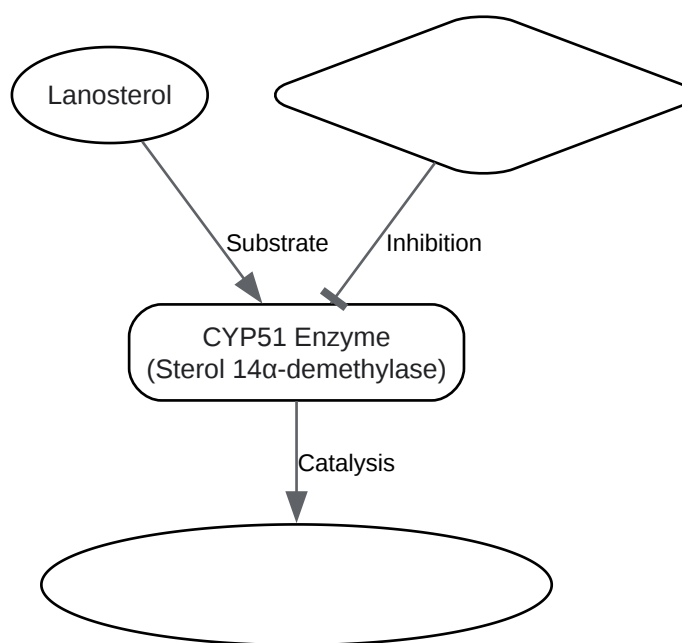 Lanosterol
Substrate
Inhibition
CYP51 Enzyme
(Sterol 14α-demethylase)
Catalysis